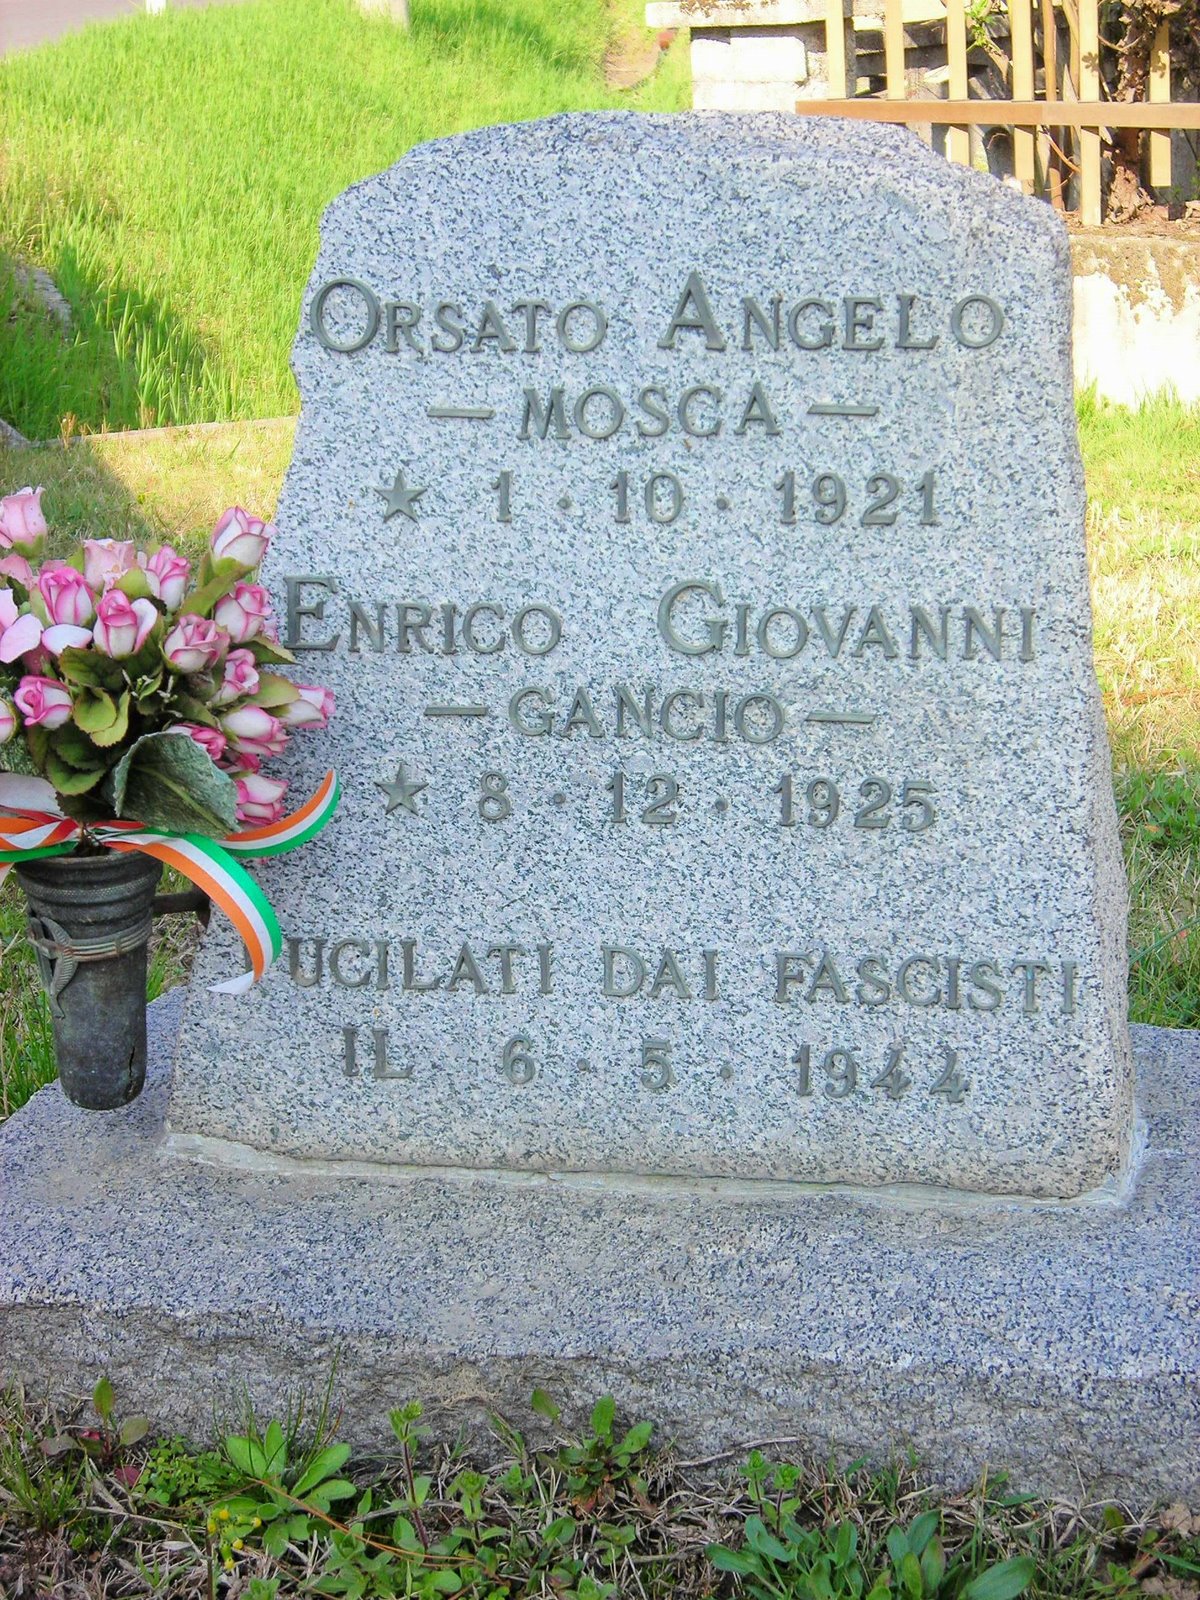 ORSATO ANGELO
— MOSCA —
★ 1 · 10 · 1921
ENRICO GIOVANNI
— GANCIO —
★ 8 · 12 · 1925
UCILATI DAI FASCISTI
IL 6 · 5 · 1944